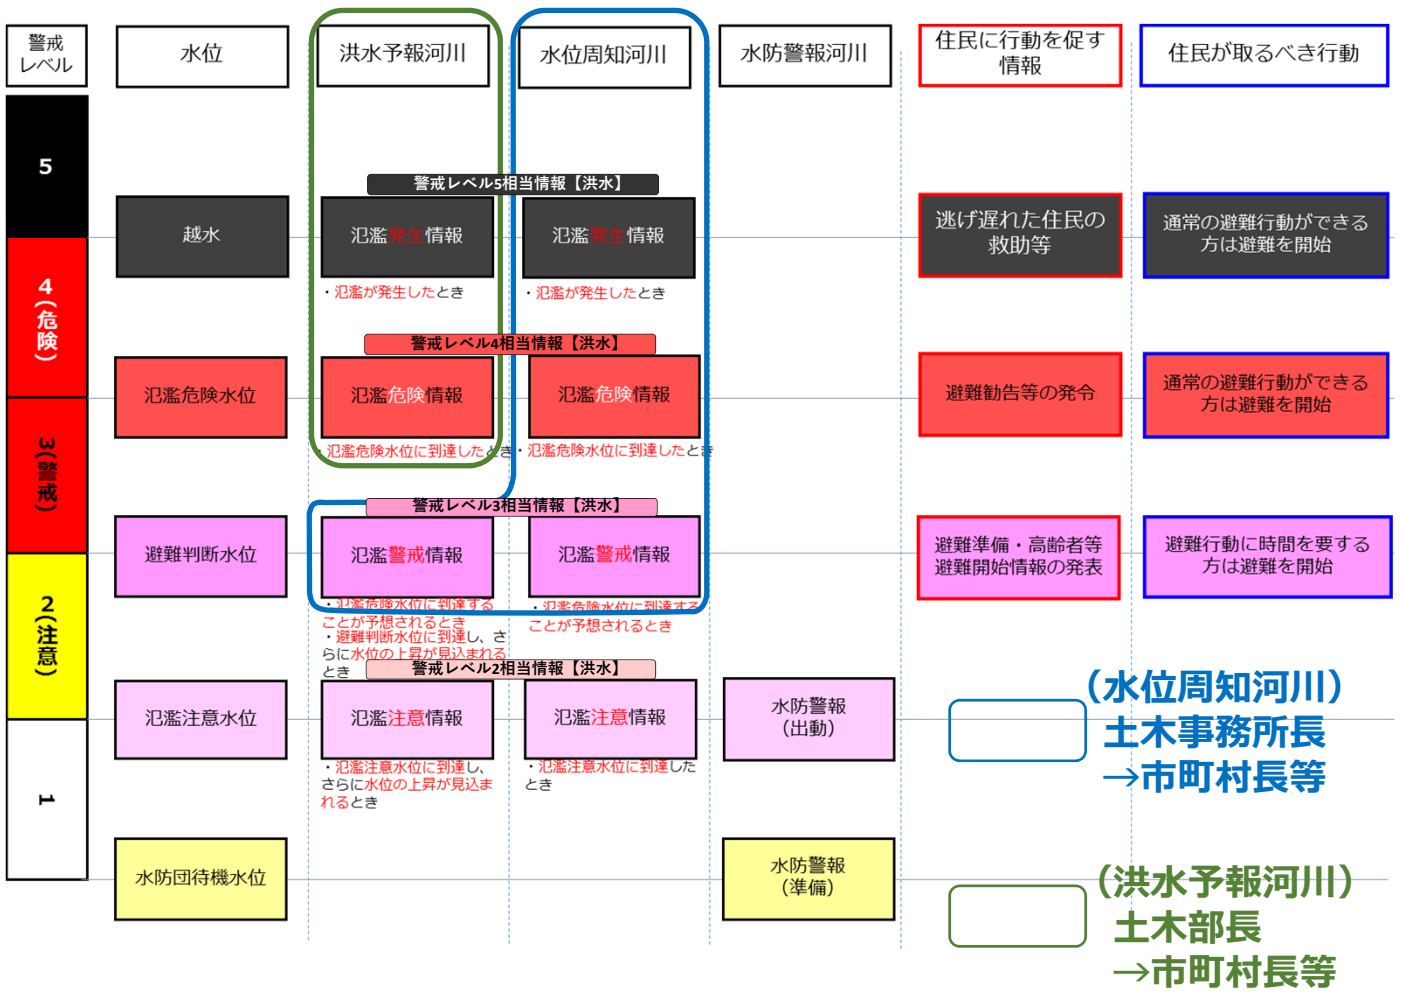 警戒
レベル
水位
洪水予報河川
水位周知河川
水防警報河川
住民に行動を促す
情報
住民が取るべき行動
5
警戒レベル5相当情報【洪水】
越水
氾濫発生情報
氾濫発生情報
逃げ遅れた住民の
救助等
通常の避難行動ができる
方は避難を開始
・氾濫が発生したとき
・氾濫が発生したとき
4(危険)
警戒レベル4相当情報【洪水】
氾濫危険水位
氾濫危険情報
氾濫危険情報
避難勧告等の発令
通常の避難行動ができる
方は避難を開始
・氾濫危険水位に到達したとき
・氾濫危険水位に到達したとき
3(警戒)
警戒レベル3相当情報【洪水】
避難判断水位
氾濫警戒情報
氾濫警戒情報
避難準備・高齢者等
避難開始情報の発表
避難行動に時間を要する
方は避難を開始
・氾濫危険水位に到達する
ことが予想されるとき
・避難判断水位に到達し、さ
らに水位の上昇が見込まれる
とき
・氾濫危険水位に到達する
ことが予想されるとき
2(注意)
警戒レベル2相当情報【洪水】
氾濫注意水位
氾濫注意情報
氾濫注意情報
水防警報
(出動)
・氾濫注意水位に到達し、
さらに水位の上昇が見込ま
れるとき
・氾濫注意水位に到達した
とき
(水位周知河川)
土木事務所長
→市町村長等
1
水防団待機水位
水防警報
(準備)
(洪水予報河川)
土木部長
→市町村長等